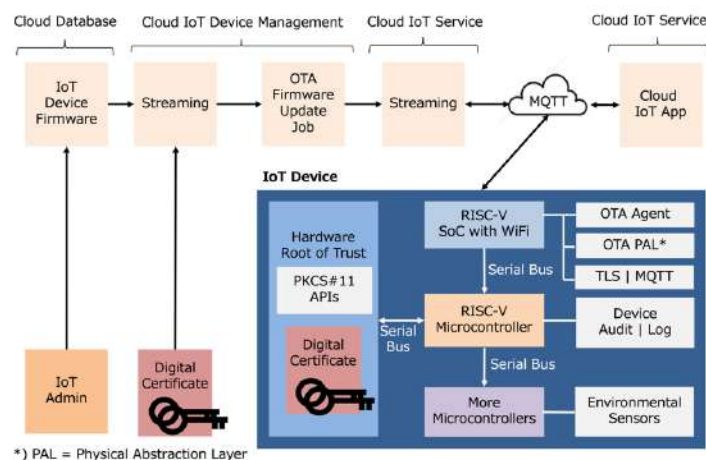 Cloud Database
Cloud IoT Device Management
Cloud IoT Service
Cloud IoT Service
IoT
Device
Firmware
Streaming
OTA
Firmware
Update
Job
Streaming
MQTT
Cloud
IoT App
IoT Device
Hardware
Root of Trust
PKCS#11
APIs
Digital
Certificate
RISC-V
SoC with WiFi
OTA Agent
OTA PAL*
TLS | MQTT
Serial Bus
Serial
Bus
RISC-V
Microcontroller
Device
Audit | Log
Serial Bus
More
Microcontrollers
Environmental
Sensors
IoT
Admin
Digital
Certificate
*) PAL = Physical Abstraction Layer